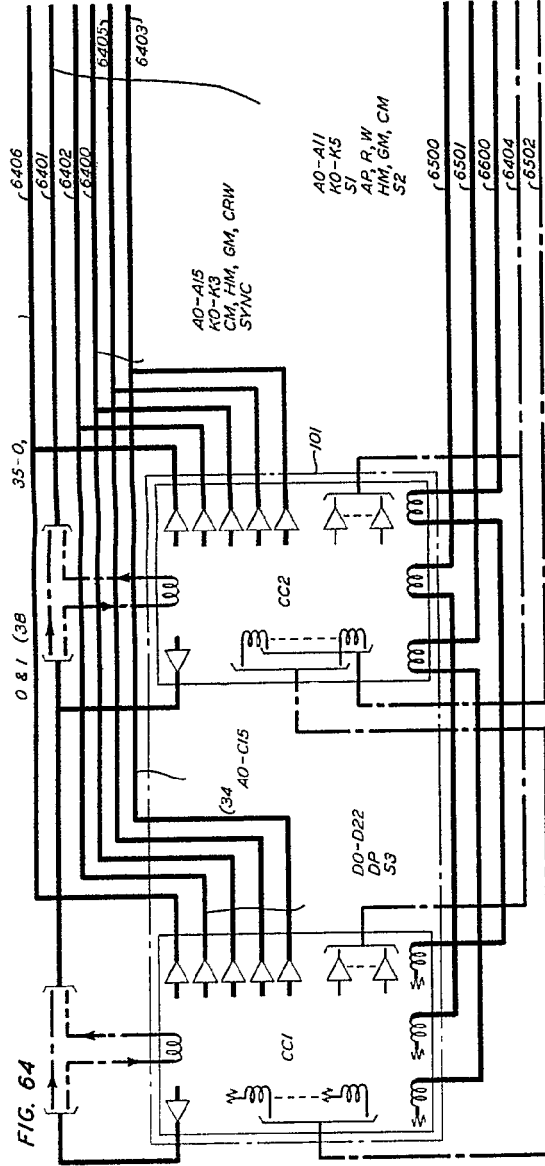 FIG. 64
0 & 1 (38
35-0,
6406
6401
6402
6400
6405
6403
A0-A15
K0-K3
CM, HM, GM, CRW
SYNC
A0-A11
K0-K5
S1
AP, R, W
HM, GM, CM
S2
101
CC1
CC2
(34 A0-C15
D0-D22
DP
S3
6500
6501
6600
6404
6502